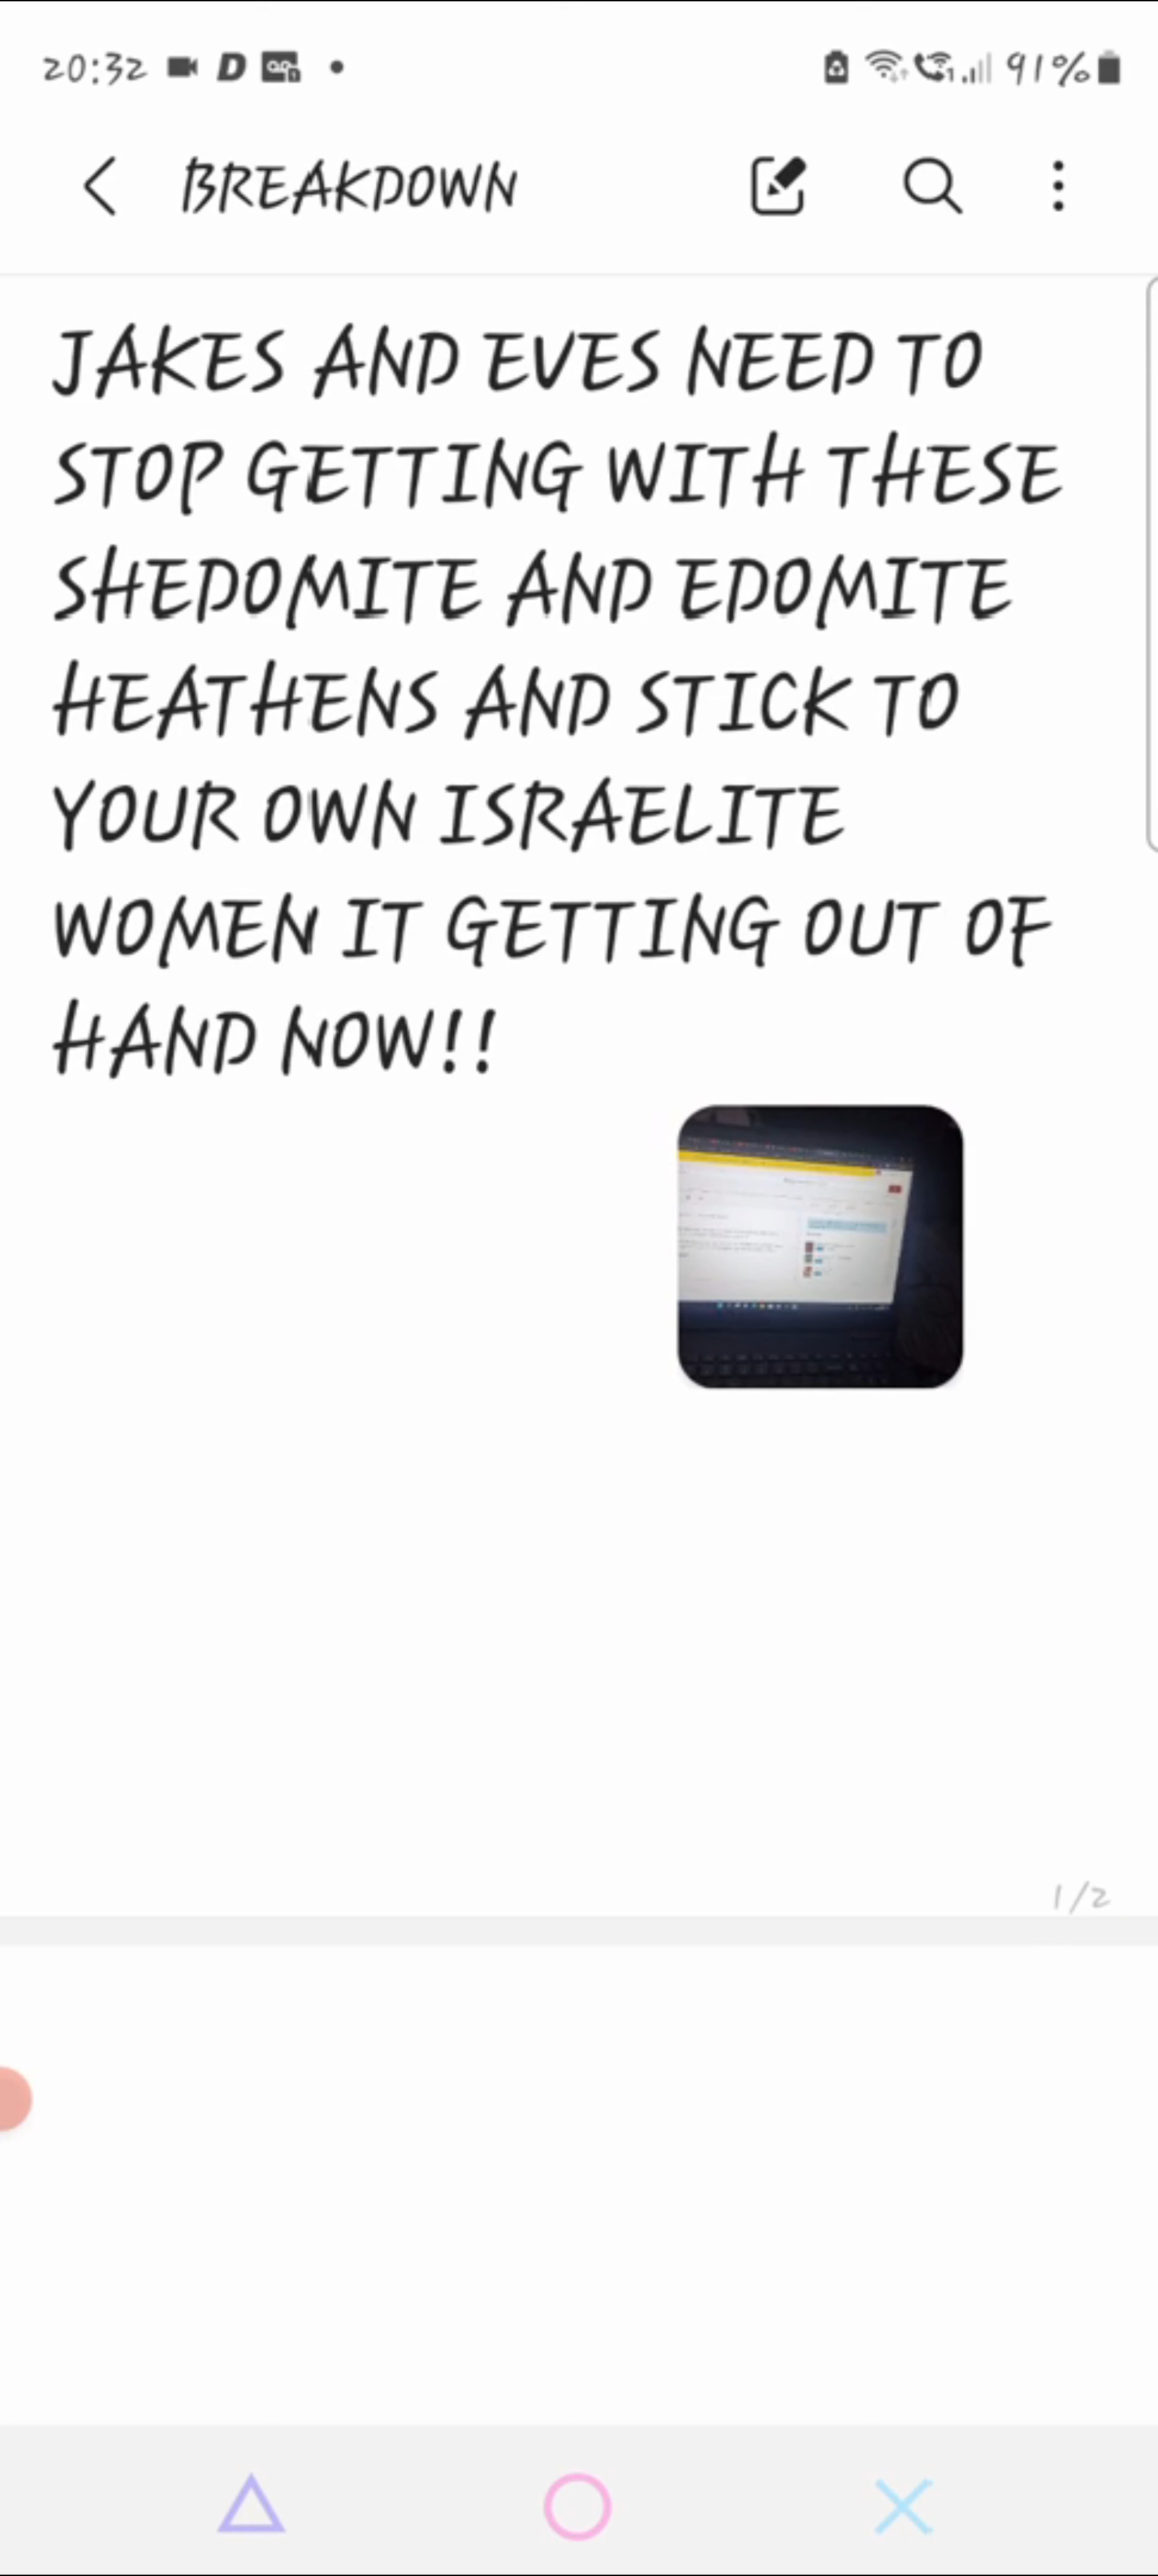 20:32 D 91%
BREAKDOWN
JAKES AND EVES NEED TO
STOP GETTING WITH THESE
SHEDOMITE AND EDOMITE
HEATHENS AND STICK TO
YOUR OWN ISRAELITE
WOMEN IT GETTING OUT OF
HAND NOW!!
1/2